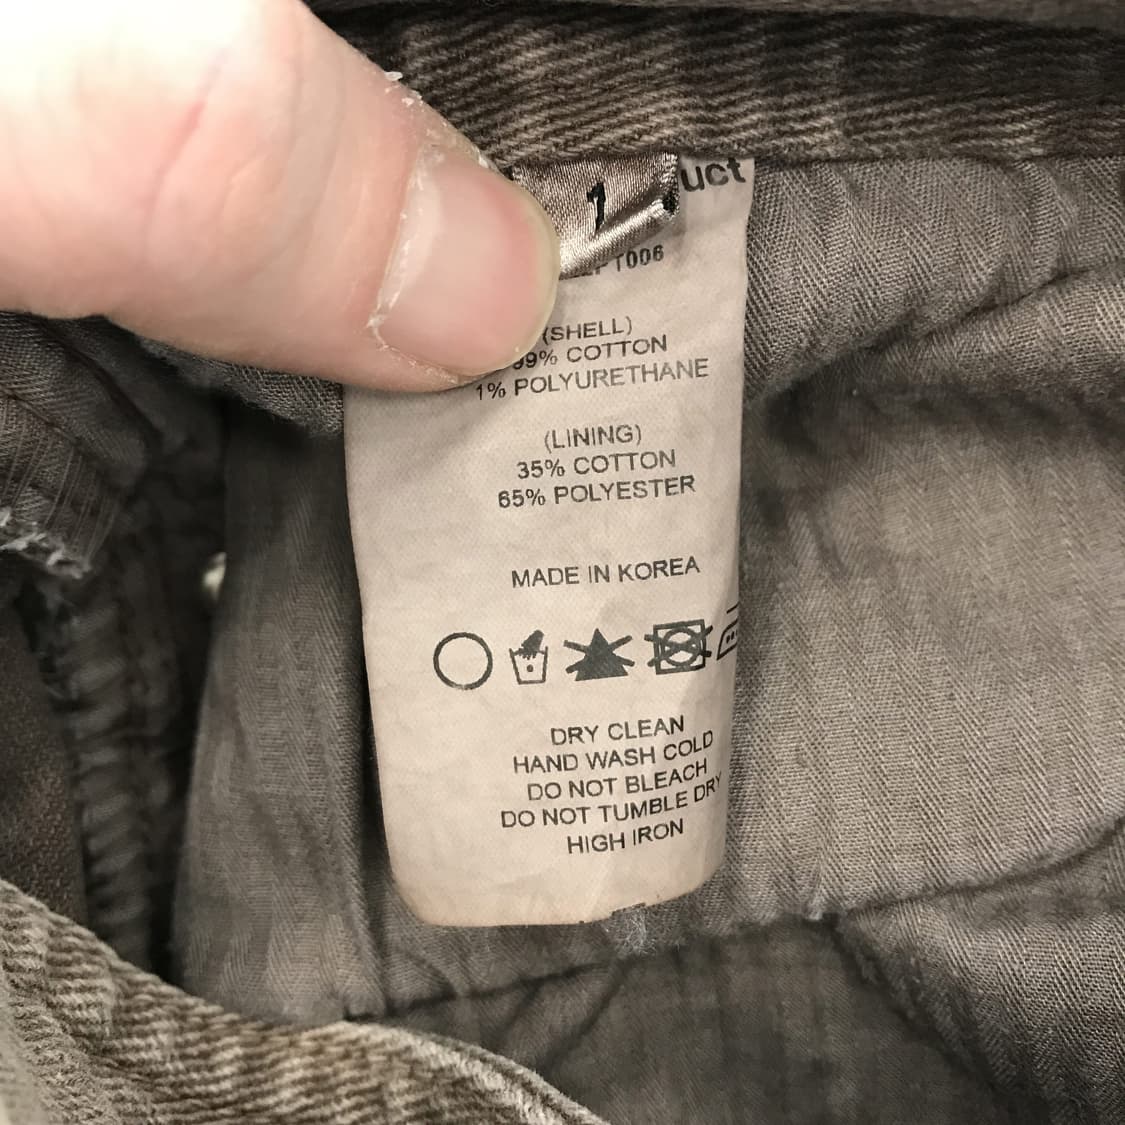 1
uct
T006
(SHELL)
99% COTTON
1% POLYURETHANE
(LINING)
35% COTTON
65% POLYESTER
MADE IN KOREA
DRY CLEAN
HAND WASH COLD
DO NOT BLEACH
DO NOT TUMBLE DRY
HIGH IRON